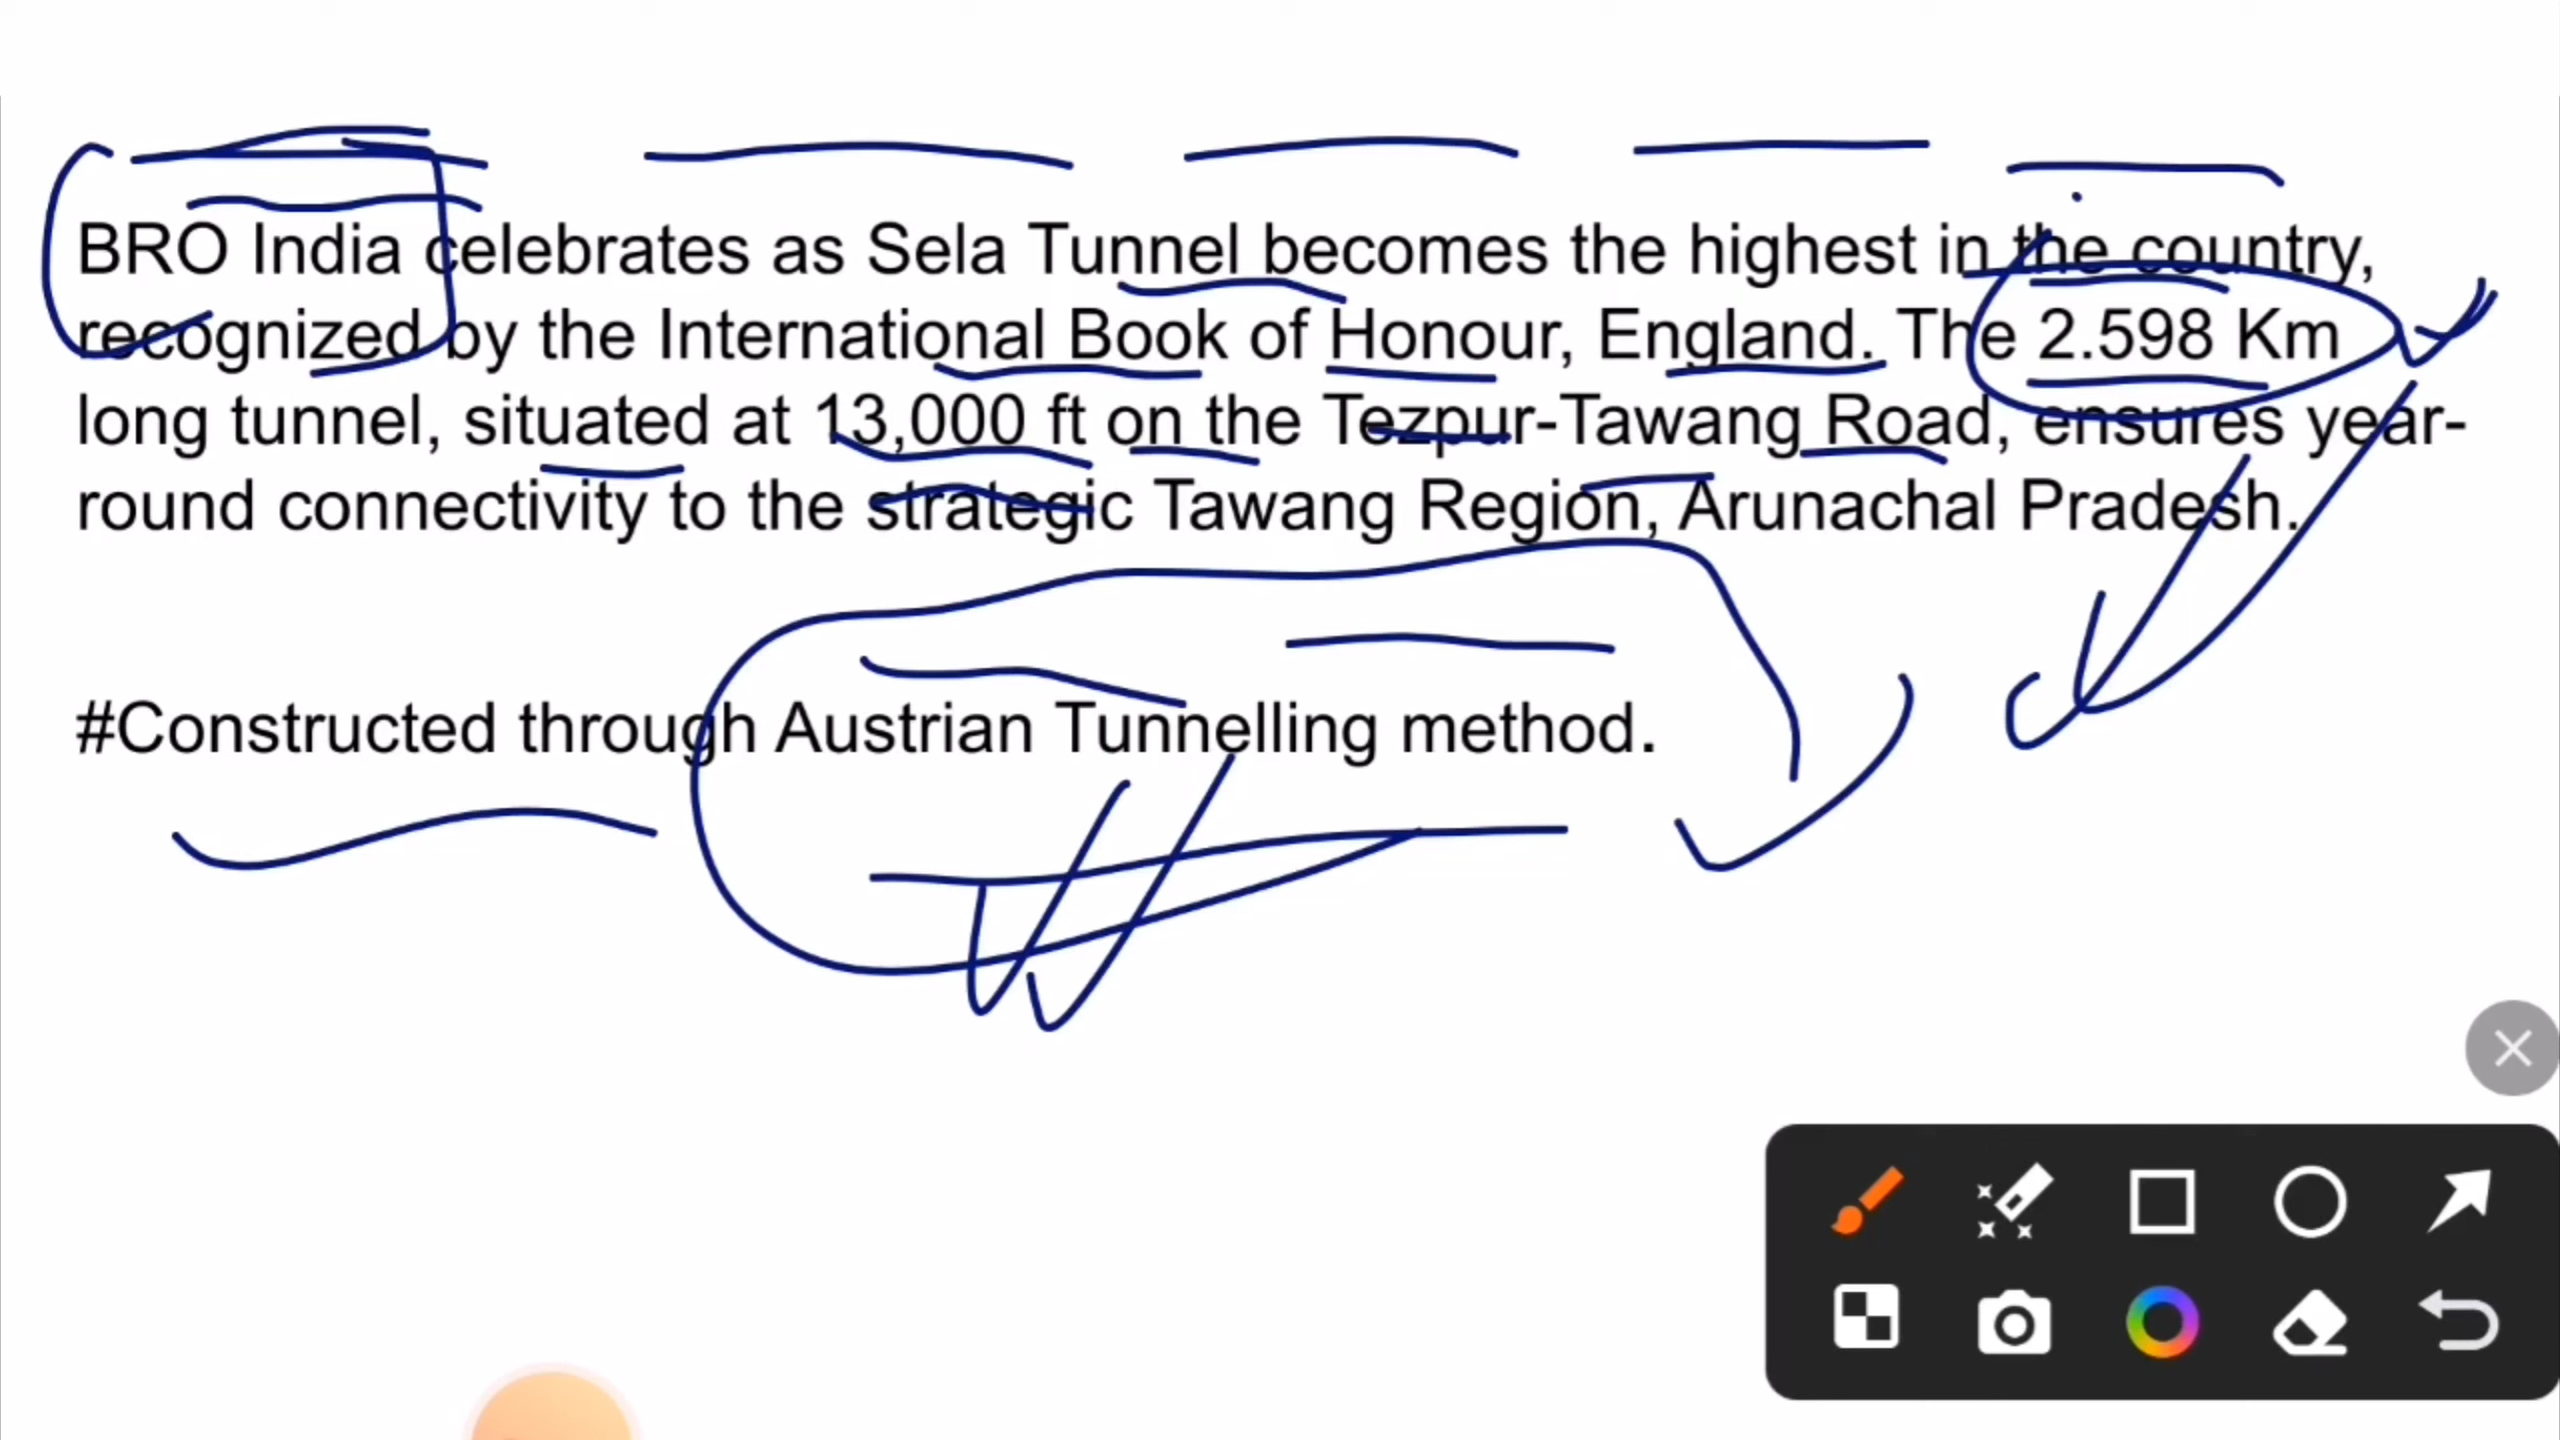 BRO India celebrates as Sela Tunnel becomes the highest in the country,
recognized by the International Book of Honour, England. The 2.598 Km
long tunnel, situated at 13,000 ft on the Tezpur-Tawang Road, ensures year-
round connectivity to the strategic Tawang Region, Arunachal Pradesh.
#Constructed through Austrian Tunnelling method.